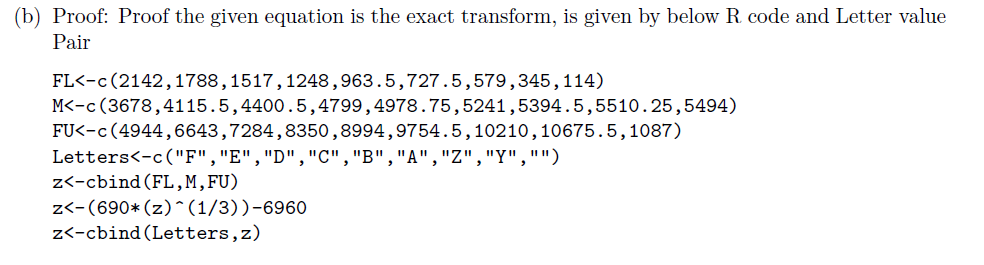 (b) Proof: Proof the given equation is the exact transform, is given by below R code and Letter value
Pair
FL<-c(2142,1788,1517,1248,963.5,727.5,579,345,114)
M<-c(3678,4115.5,4400.5,4799,4978.75,5241,5394.5,5510.25,5494)
FU<-c(4944,6643,7284,8350,8994,9754.5,10210,10675.5,1087)
Letters<-c("F","E","D","C","B","A","Z","Y","")
z<-cbind(FL,M,FU)
z<-(690*(z)^(1/3))-6960
z<-cbind(Letters,z)